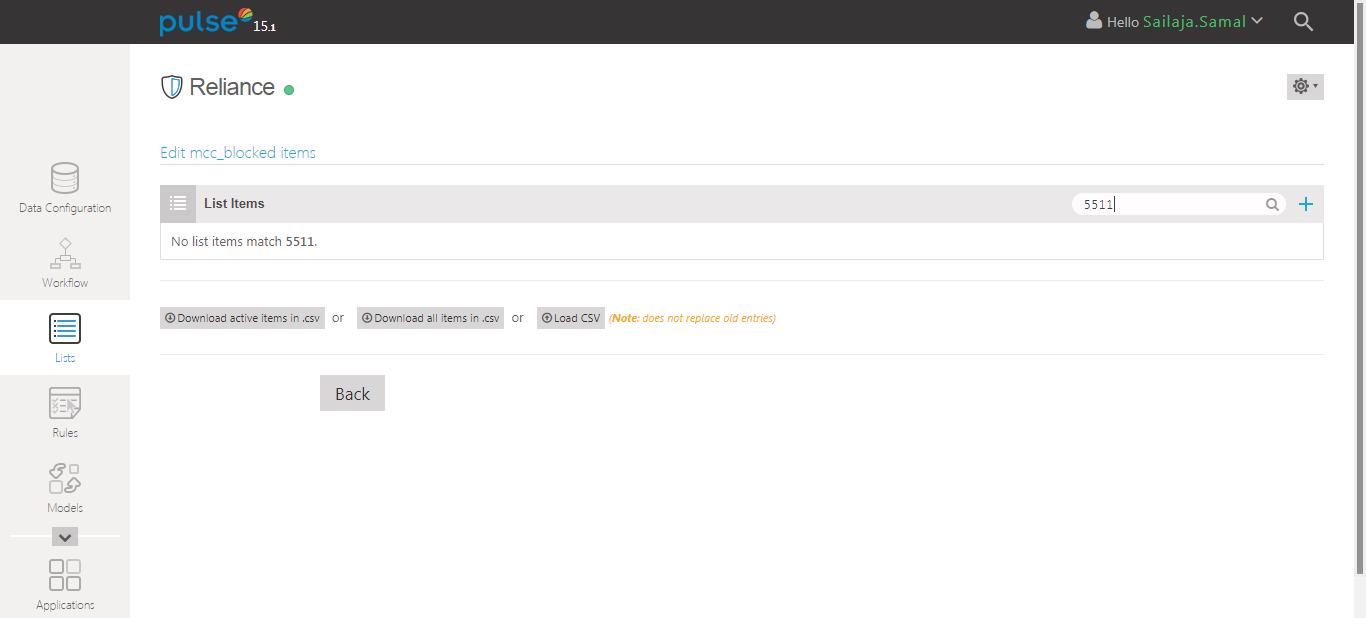 pulse 15.1
Hello Sailaja.Samal
Reliance
Data Configuration
Workflow
Lists
Rules
Models
Applications
Edit mcc_blocked items
List Items
5511
No list items match 5511.
Download active items in .csv or Download all items in .csv or Load CSV (Note: does not replace old entries)
Back